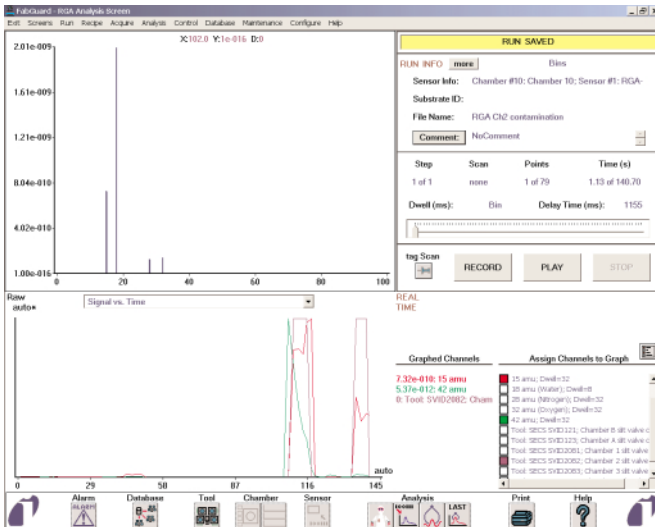 FabGuard - RGA Analysis Screen
Exit Screens Run Recipe Acquire Analysis Control Database Maintenance Configure Help
X:102.0 Y:1e-016 D:0
2.01e-009
1.61e-009
1.21e-009
8.04e-010
4.02e-010
1.00e-016
0 20 40 60 80 100
RUN SAVED
RUN INFO more Bins
Sensor Info: Chamber #10: Chamber 10; Sensor #1: RGA-
Substrate ID:
File Name: RGA Ch2 contamination
Comment: NoComment
Step Scan Points Time (s)
1 of 1 none 1 of 79 1.13 of 140.70
Dwell (ms): Bin Delay Time (ms): 1155
tag Scan
RECORD PLAY STOP
Raw
auto*
Signal vs. Time
REAL
TIME
auto
0 29 58 87 116 145
Graphed Channels
7.32e-010: 15 amu
5.37e-012: 42 amu
0: Tool: SVID2082; Cham
Assign Channels to Graph
15 amu; Dwell=32
18 amu (Water); Dwell=8
28 amu (Nitrogen); Dwell=32
32 amu (Oxygen); Dwell=32
42 amu; Dwell=32
Tool: SECS SVID121; Chamber B slit valve c
Tool: SECS SVID123; Chamber A slit valve c
Tool: SECS SVID2081; Chamber 1 slit valve
Tool: SECS SVID2082; Chamber 2 slit valve
Tool: SECS SVID2083; Chamber 3 slit valve
Alarm Database Tool Chamber Sensor Analysis Print Help
ALARM
LAST